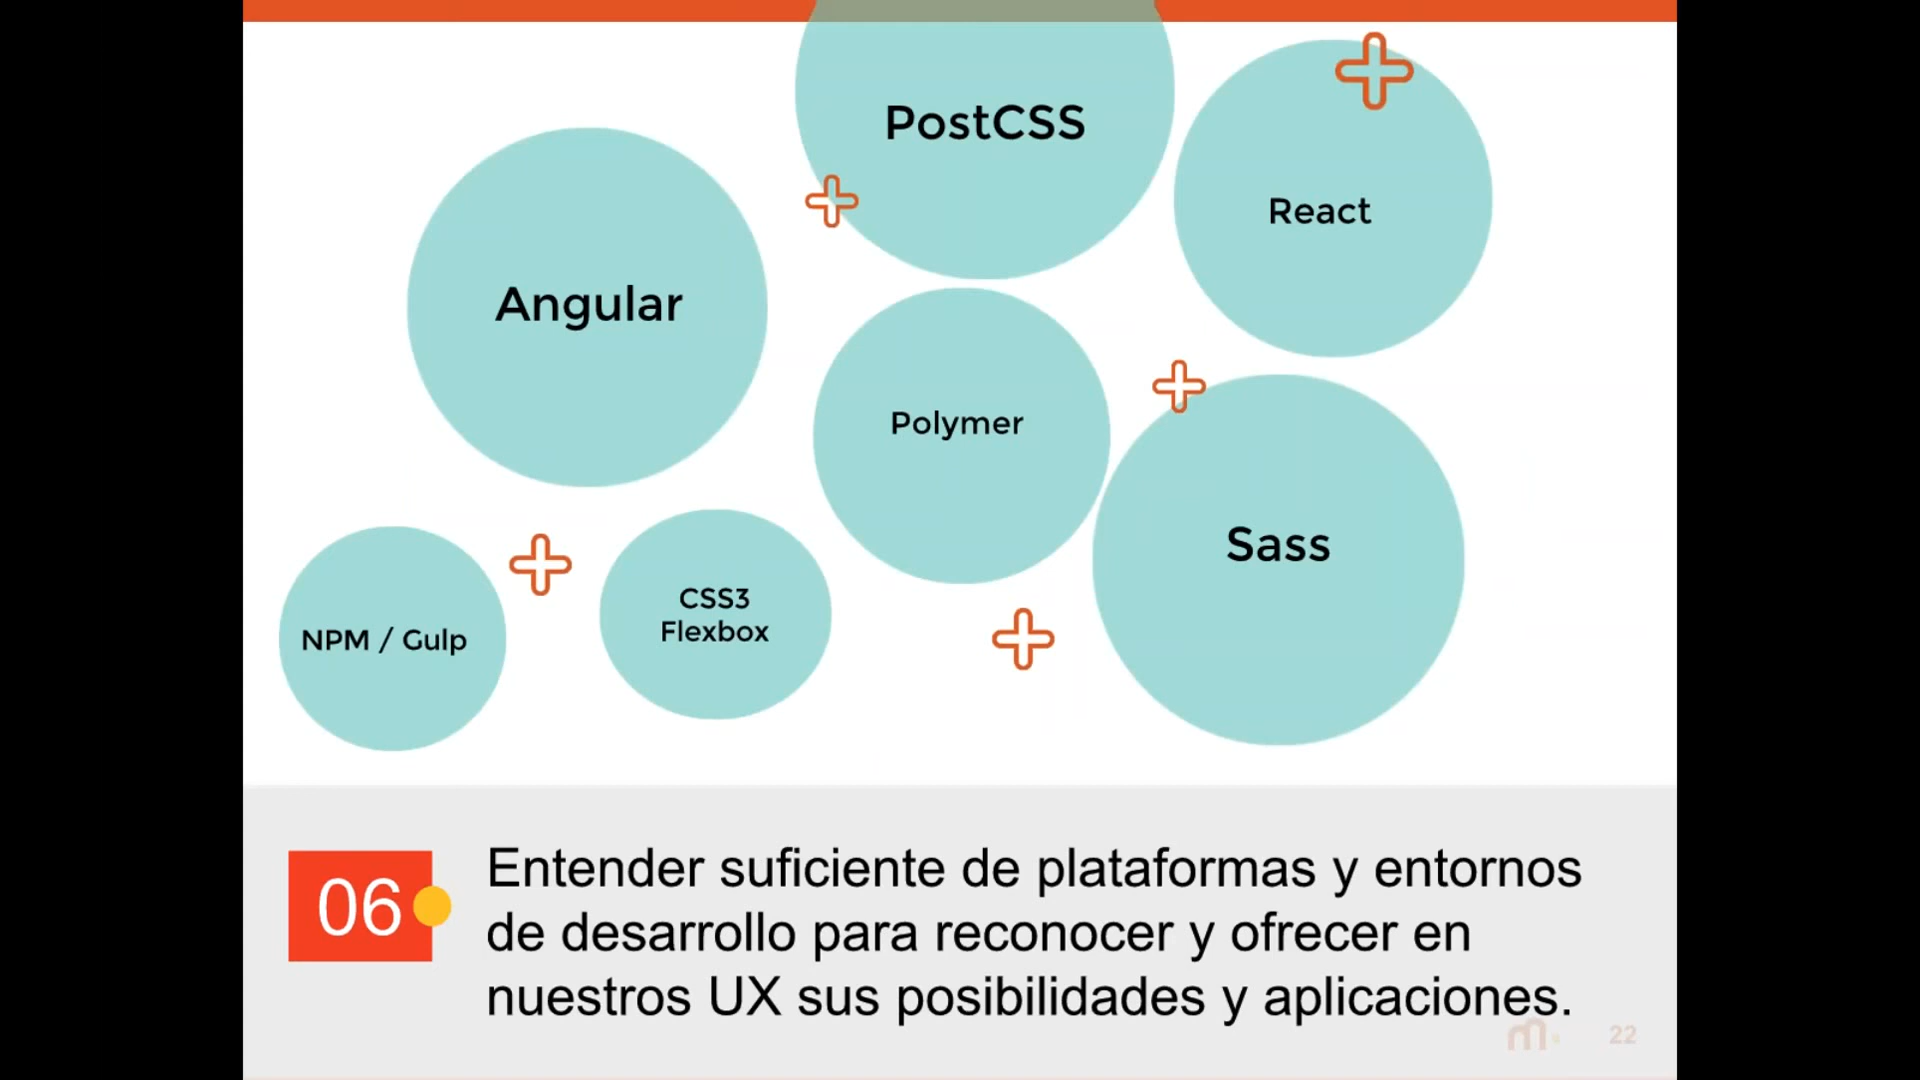 PostCSS
React
Angular
Polymer
Sass
CSS3
Flexbox
NPM / Gulp
06
Entender suficiente de plataformas y entornos
de desarrollo para reconocer y ofrecer en
nuestros UX sus posibilidades y aplicaciones.
m
22